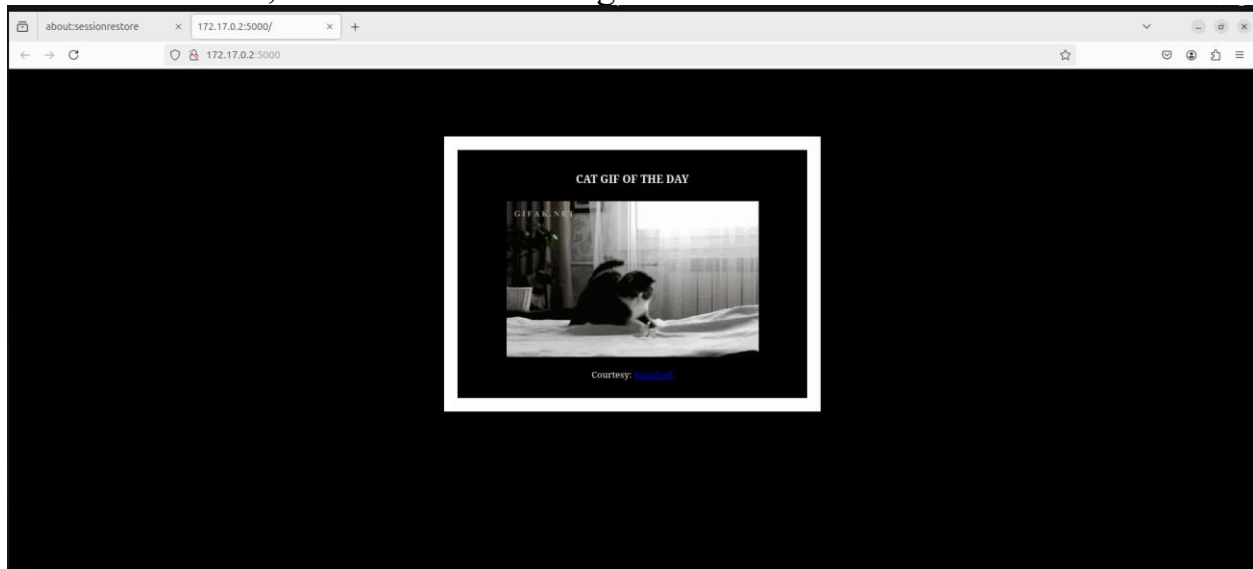 about:sessionrestore
172.17.0.2:5000/
172.17.0.2:5000
CAT GIF OF THE DAY
GIFAK.NET
Courtesy: